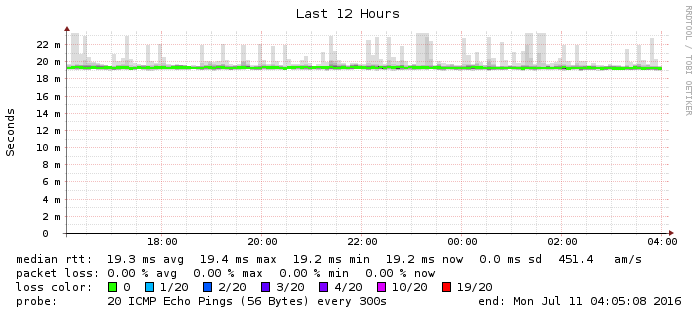 Last 12 Hours
RRDTOOL / TOBI OETIKER
Seconds
22 m
20 m
18 m
16 m
14 m
12 m
10 m
8 m
6 m
4 m
2 m
0
18:00 20:00 22:00 00:00 02:00 04:00
median rtt: 19.3 ms avg 19.4 ms max 19.2 ms min 19.2 ms now 0.0 ms sd 451.4 am/s
packet loss: 0.00 % avg 0.00 % max 0.00 % min 0.00 % now
loss color: 0 1/20 2/20 3/20 4/20 10/20 19/20
probe: 20 ICMP Echo Pings (56 Bytes) every 300s end: Mon Jul 11 04:05:08 2016